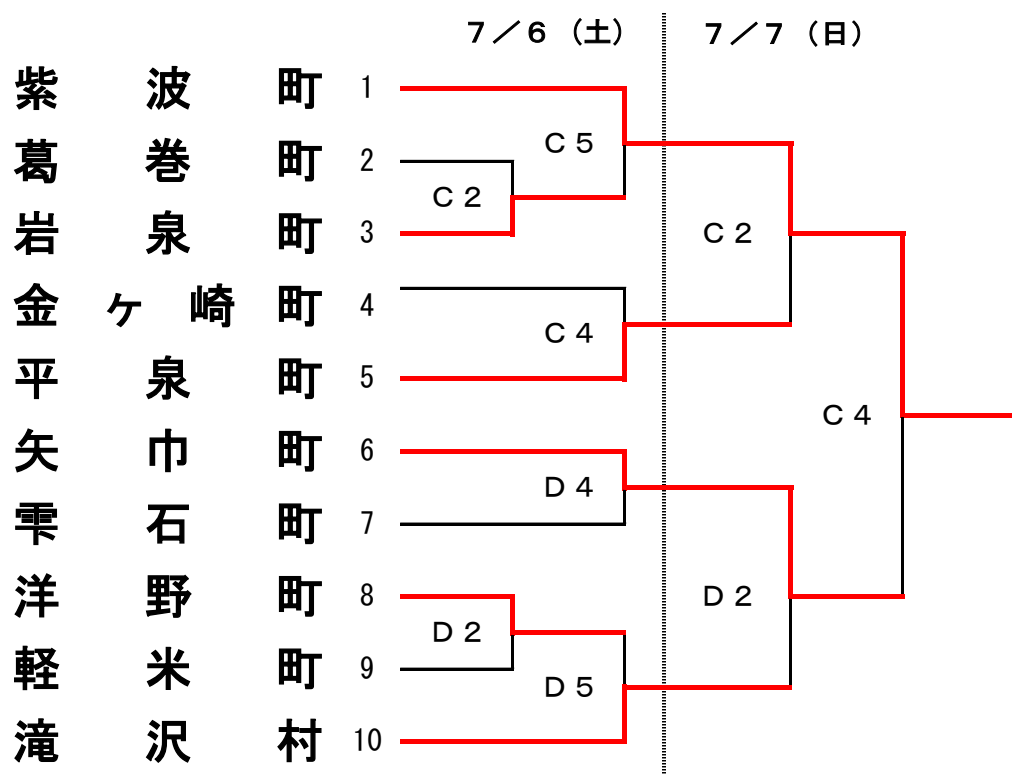 ７／６（土） ７／７（日）
紫波町 1
C５
葛巻町 2
C２
岩泉町 3
C２
金ヶ崎町 4
C４
平泉町 5
C４
矢巾町 6
D４
雫石町 7
洋野町 8
D２
D２
軽米町 9
D５
滝沢村 10